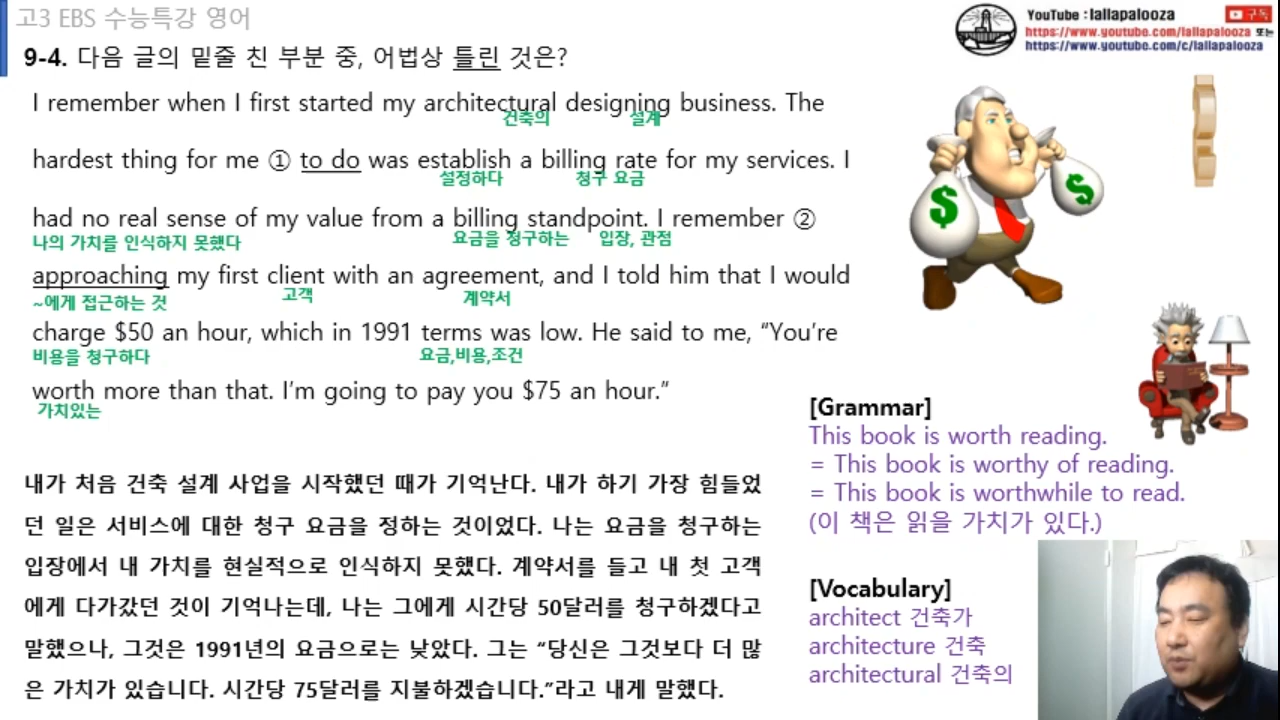 고3 EBS 수능특강 영어
YouTube : lallapalooza
구독
https://www.youtube.com/lallapalooza 또는
https://www.youtube.com/c/lallapalooza
9-4. 다음 글의 밑줄 친 부분 중, 어법상 틀린 것은?
I remember when I first started my architectural designing business. The
건축의 설계
hardest thing for me ① to do was establish a billing rate for my services. I
설정하다 청구 요금
had no real sense of my value from a billing standpoint. I remember ②
나의 가치를 인식하지 못했다 요금을 청구하는 입장, 관점
approaching my first client with an agreement, and I told him that I would
~에게 접근하는 것 고객 계약서
charge $50 an hour, which in 1991 terms was low. He said to me, “You’re
비용을 청구하다 요금,비용,조건
worth more than that. I’m going to pay you $75 an hour.”
가치있는
$ $
내가 처음 건축 설계 사업을 시작했던 때가 기억난다. 내가 하기 가장 힘들었
던 일은 서비스에 대한 청구 요금을 정하는 것이었다. 나는 요금을 청구하는
입장에서 내 가치를 현실적으로 인식하지 못했다. 계약서를 들고 내 첫 고객
에게 다가갔던 것이 기억나는데, 나는 그에게 시간당 50달러를 청구하겠다고
말했으나, 그것은 1991년의 요금으로는 낮았다. 그는 “당신은 그것보다 더 많
은 가치가 있습니다. 시간당 75달러를 지불하겠습니다.”라고 내게 말했다.
[Grammar]
This book is worth reading.
= This book is worthy of reading.
= This book is worthwhile to read.
(이 책은 읽을 가치가 있다.)
[Vocabulary]
architect 건축가
architecture 건축
architectural 건축의